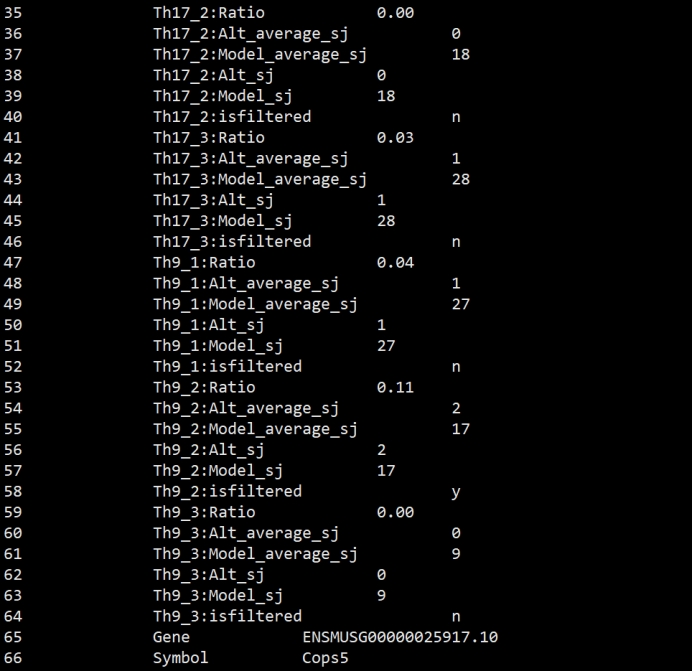 35 Th17_2:Ratio 0.00
36 Th17_2:Alt_average_sj 0
37 Th17_2:Model_average_sj 18
38 Th17_2:Alt_sj 0
39 Th17_2:Model_sj 18
40 Th17_2:isfiltered n
41 Th17_3:Ratio 0.03
42 Th17_3:Alt_average_sj 1
43 Th17_3:Model_average_sj 28
44 Th17_3:Alt_sj 1
45 Th17_3:Model_sj 28
46 Th17_3:isfiltered n
47 Th9_1:Ratio 0.04
48 Th9_1:Alt_average_sj 1
49 Th9_1:Model_average_sj 27
50 Th9_1:Alt_sj 1
51 Th9_1:Model_sj 27
52 Th9_1:isfiltered n
53 Th9_2:Ratio 0.11
54 Th9_2:Alt_average_sj 2
55 Th9_2:Model_average_sj 17
56 Th9_2:Alt_sj 2
57 Th9_2:Model_sj 17
58 Th9_2:isfiltered y
59 Th9_3:Ratio 0.00
60 Th9_3:Alt_average_sj 0
61 Th9_3:Model_average_sj 9
62 Th9_3:Alt_sj 0
63 Th9_3:Model_sj 9
64 Th9_3:isfiltered n
65 Gene ENSMUSG00000025917.10
66 Symbol Cops5